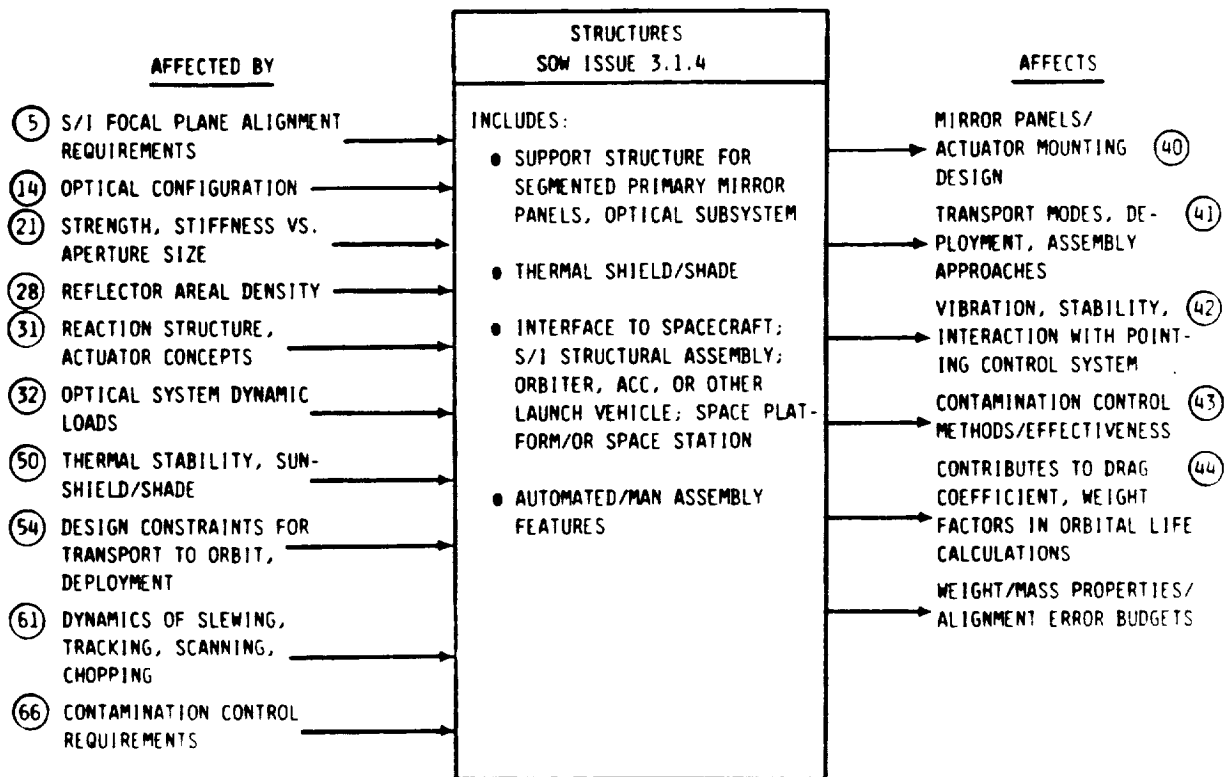 AFFECTED BY
5 S/I FOCAL PLANE ALIGNMENT
REQUIREMENTS
14 OPTICAL CONFIGURATION
21 STRENGTH, STIFFNESS VS.
APERTURE SIZE
28 REFLECTOR AREAL DENSITY
31 REACTION STRUCTURE,
ACTUATOR CONCEPTS
32 OPTICAL SYSTEM DYNAMIC
LOADS
50 THERMAL STABILITY, SUN-
SHIELD/SHADE
54 DESIGN CONSTRAINTS FOR
TRANSPORT TO ORBIT,
DEPLOYMENT
61 DYNAMICS OF SLEWING,
TRACKING, SCANNING,
CHOPPING
66 CONTAMINATION CONTROL
REQUIREMENTS
STRUCTURES
SOW ISSUE 3.1.4
INCLUDES:
● SUPPORT STRUCTURE FOR
SEGMENTED PRIMARY MIRROR
PANELS, OPTICAL SUBSYSTEM
● THERMAL SHIELD/SHADE
● INTERFACE TO SPACECRAFT;
S/I STRUCTURAL ASSEMBLY;
ORBITER, ACC, OR OTHER
LAUNCH VEHICLE; SPACE PLAT-
FORM/OR SPACE STATION
● AUTOMATED/MAN ASSEMBLY
FEATURES
AFFECTS
MIRROR PANELS/
ACTUATOR MOUNTING 40
DESIGN
TRANSPORT MODES, DE- 41
PLOYMENT, ASSEMBLY
APPROACHES
VIBRATION, STABILITY, 42
INTERACTION WITH POINT-
ING CONTROL SYSTEM
CONTAMINATION CONTROL 43
METHODS/EFFECTIVENESS
CONTRIBUTES TO DRAG 44
COEFFICIENT, WEIGHT
FACTORS IN ORBITAL LIFE
CALCULATIONS
WEIGHT/MASS PROPERTIES/
ALIGNMENT ERROR BUDGETS